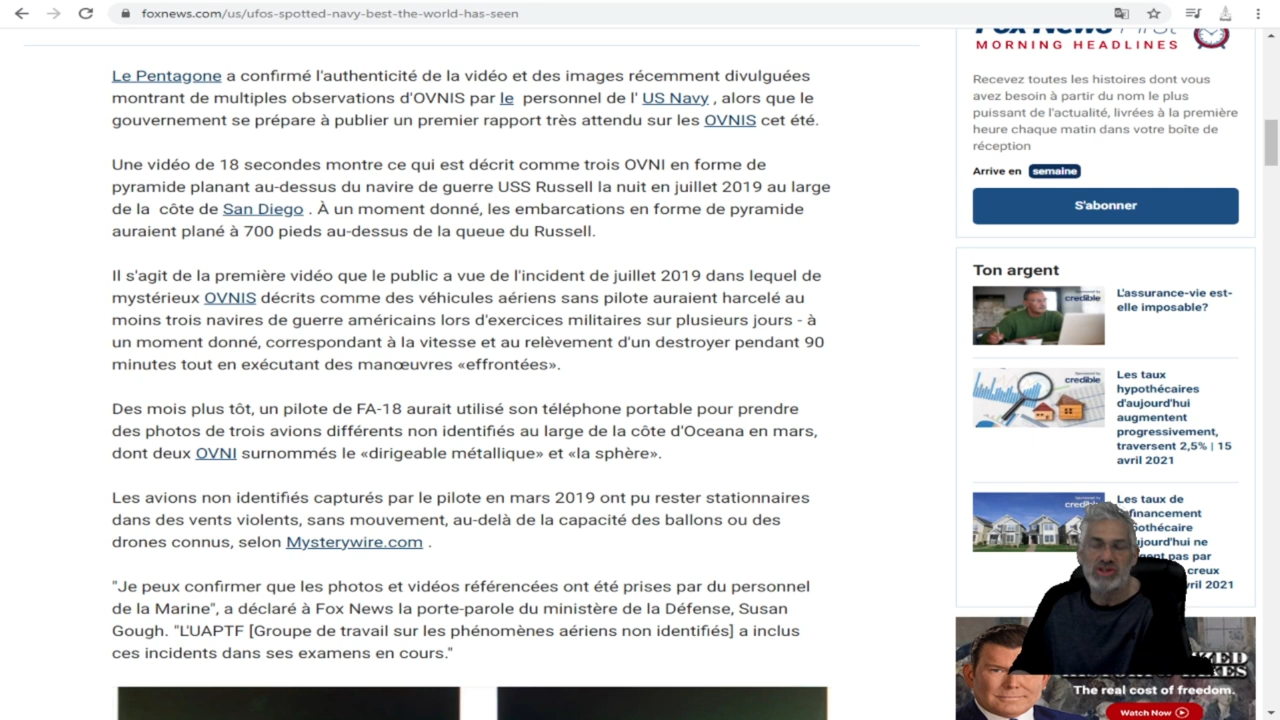 foxnews.com/us/ufos-spotted-navy-best-the-world-has-seen
Le Pentagone a confirmé l'authenticité de la vidéo et des images récemment divulguées
montrant de multiples observations d'OVNIS par le personnel de l' US Navy , alors que le
gouvernement se prépare à publier un premier rapport très attendu sur les OVNIS cet été.
Une vidéo de 18 secondes montre ce qui est décrit comme trois OVNI en forme de
pyramide planant au-dessus du navire de guerre USS Russell la nuit en juillet 2019 au large
de la côte de San Diego . À un moment donné, les embarcations en forme de pyramide
auraient plané à 700 pieds au-dessus de la queue du Russell.
Il s'agit de la première vidéo que le public a vue de l'incident de juillet 2019 dans lequel de
mystérieux OVNIS décrits comme des véhicules aériens sans pilote auraient harcelé au
moins trois navires de guerre américains lors d'exercices militaires sur plusieurs jours - à
un moment donné, correspondant à la vitesse et au relèvement d'un destroyer pendant 90
minutes tout en exécutant des manœuvres «effrontées».
Des mois plus tôt, un pilote de FA-18 aurait utilisé son téléphone portable pour prendre
des photos de trois avions différents non identifiés au large de la côte d'Oceana en mars,
dont deux OVNI surnommés le «dirigeable métallique» et «la sphère».
Les avions non identifiés capturés par le pilote en mars 2019 ont pu rester stationnaires
dans des vents violents, sans mouvement, au-delà de la capacité des ballons ou des
drones connus, selon Mysterywire.com .
"Je peux confirmer que les photos et vidéos référencées ont été prises par du personnel
de la Marine", a déclaré à Fox News la porte-parole du ministère de la Défense, Susan
Gough. "L'UAPTF [Groupe de travail sur les phénomènes aériens non identifiés] a inclus
ces incidents dans ses examens en cours."
Fox News First
MORNING HEADLINES
Recevez toutes les histoires dont vous
avez besoin à partir du nom le plus
puissant de l'actualité, livrées à la première
heure chaque matin dans votre boîte de
réception
Arrive en semaine
S'abonner
Ton argent
credible
L'assurance-vie est-
elle imposable?
credible
Les taux
hypothécaires
d'aujourd'hui
augmentent
progressivement,
traversent 2,5% | 15
avril 2021
Les taux de
pas par
creux
2021
The real cost of freedom.
Watch Now